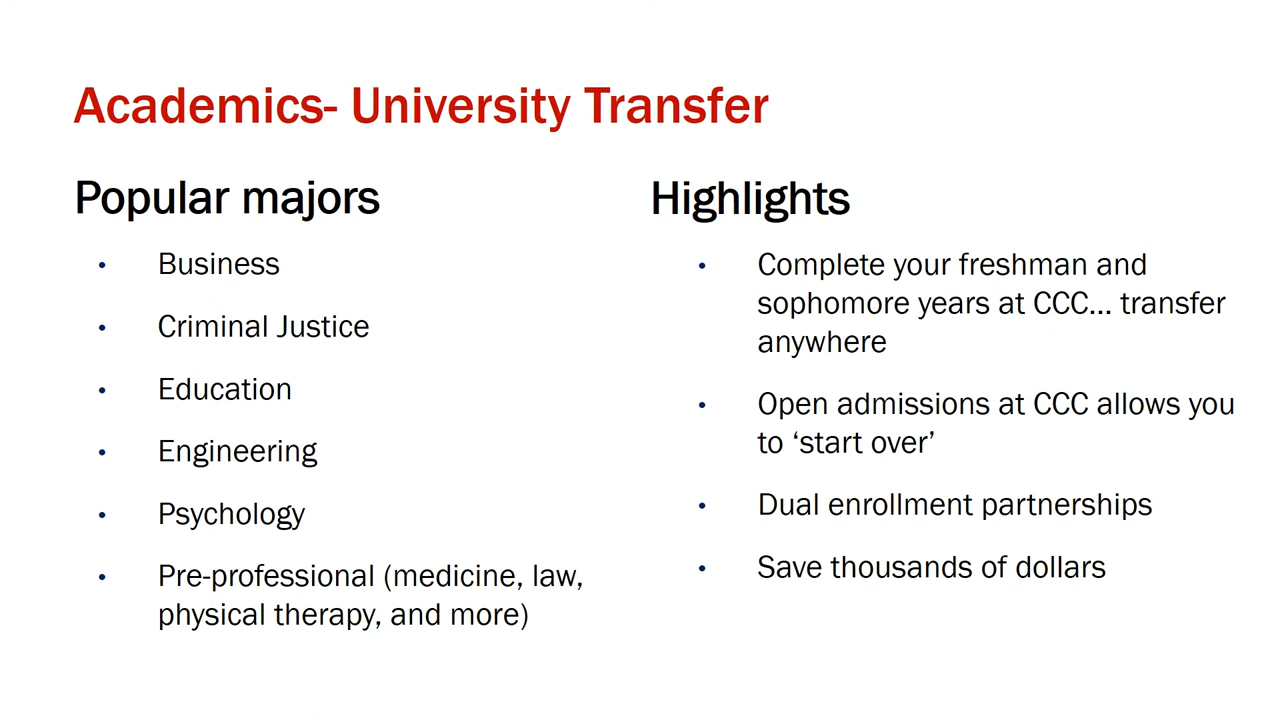 Academics- University Transfer
Popular majors
• Business
• Criminal Justice
• Education
• Engineering
• Psychology
• Pre-professional (medicine, law,
physical therapy, and more)
Highlights
• Complete your freshman and
sophomore years at CCC... transfer
anywhere
• Open admissions at CCC allows you
to ‘start over’
• Dual enrollment partnerships
• Save thousands of dollars